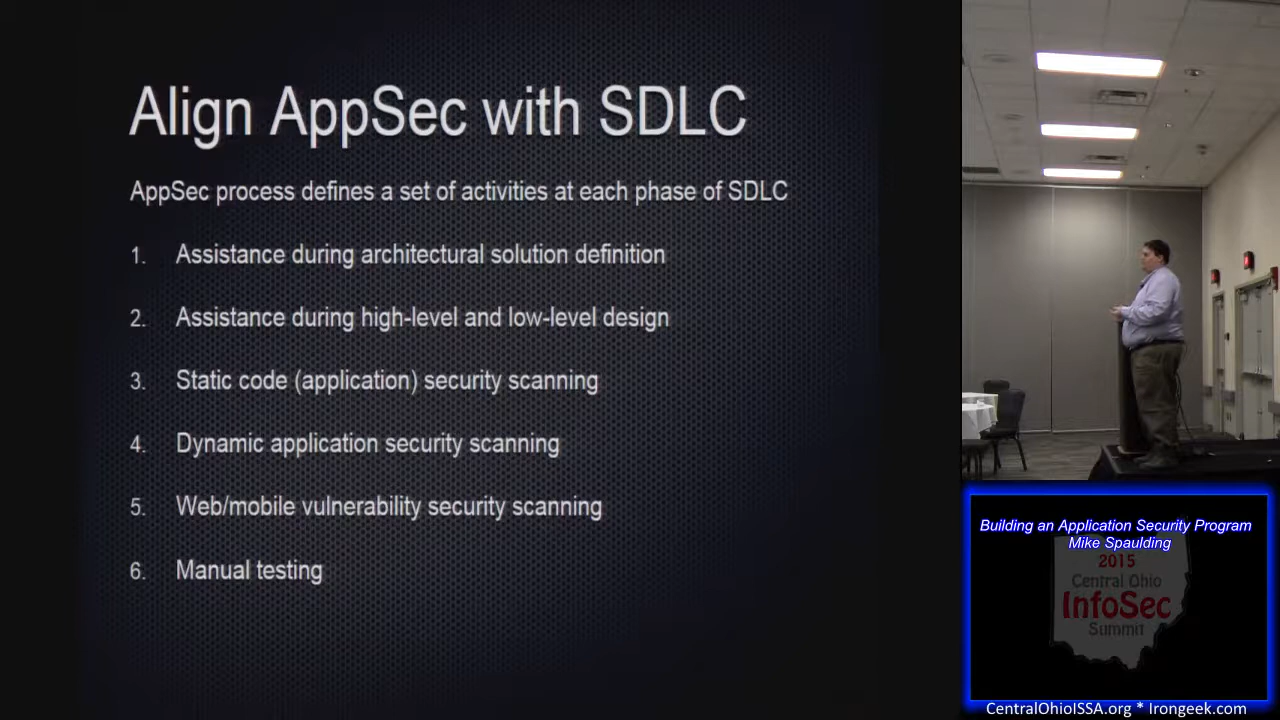 Align AppSec with SDLC
AppSec process defines a set of activities at each phase of SDLC
1. Assistance during architectural solution definition
2. Assistance during high-level and low-level design
3. Static code (application) security scanning
4. Dynamic application security scanning
5. Web/mobile vulnerability security scanning
6. Manual testing
Building an Application Security Program
Mike Spaulding
2015
Central Ohio
InfoSec
Summit
CentralOhioISSA.org * Irongeek.com